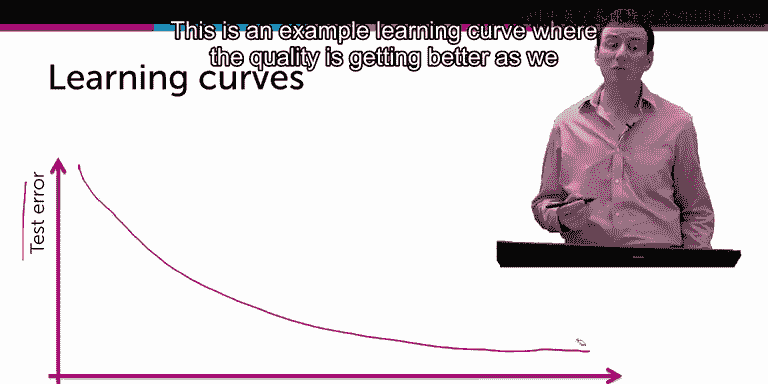 This is an example learning curve where
the quality is getting better as we
Learning curves
Test error